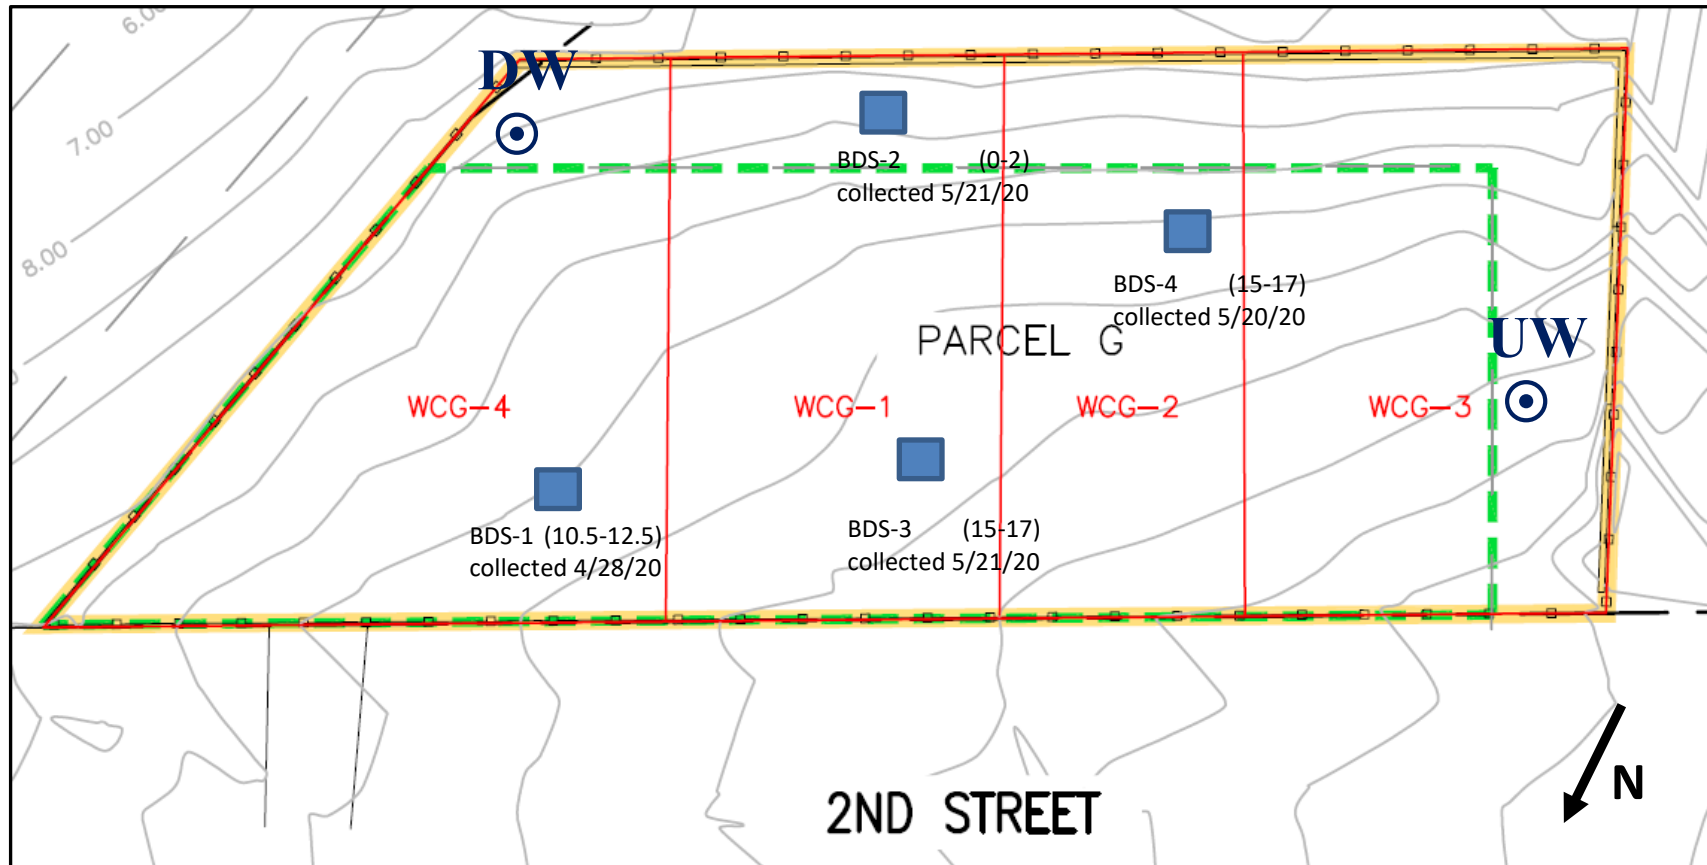 6.00
DW
7.00
BDS-2 (0-2)
collected 5/21/20
8.00
BDS-4 (15-17)
collected 5/20/20
PARCEL G
UW
WCG-4
WCG-1
WCG-2
WCG-3
BDS-1 (10.5-12.5)
collected 4/28/20
BDS-3 (15-17)
collected 5/21/20
N
2ND STREET